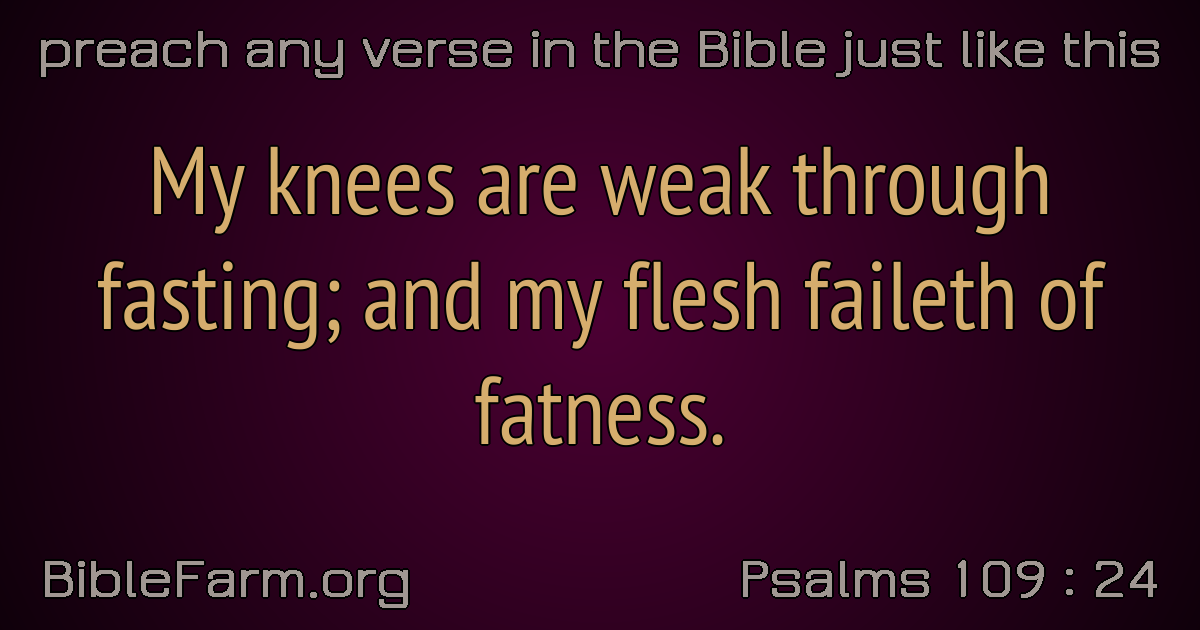 preach any verse in the Bible just like this
My knees are weak through
fasting; and my flesh faileth of
fatness.
BibleFarm.org
Psalms 109 : 24